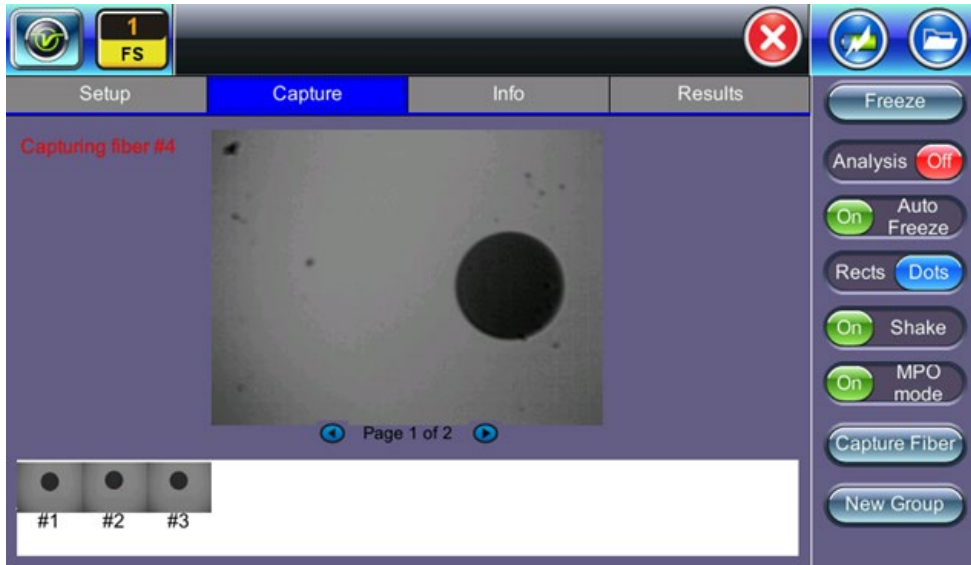 1
FS
Setup Capture Info Results
Capturing fiber #4
Page 1 of 2
#1 #2 #3
Freeze
Analysis Off
On Auto Freeze
Rects Dots
On Shake
On MPO mode
Capture Fiber
New Group